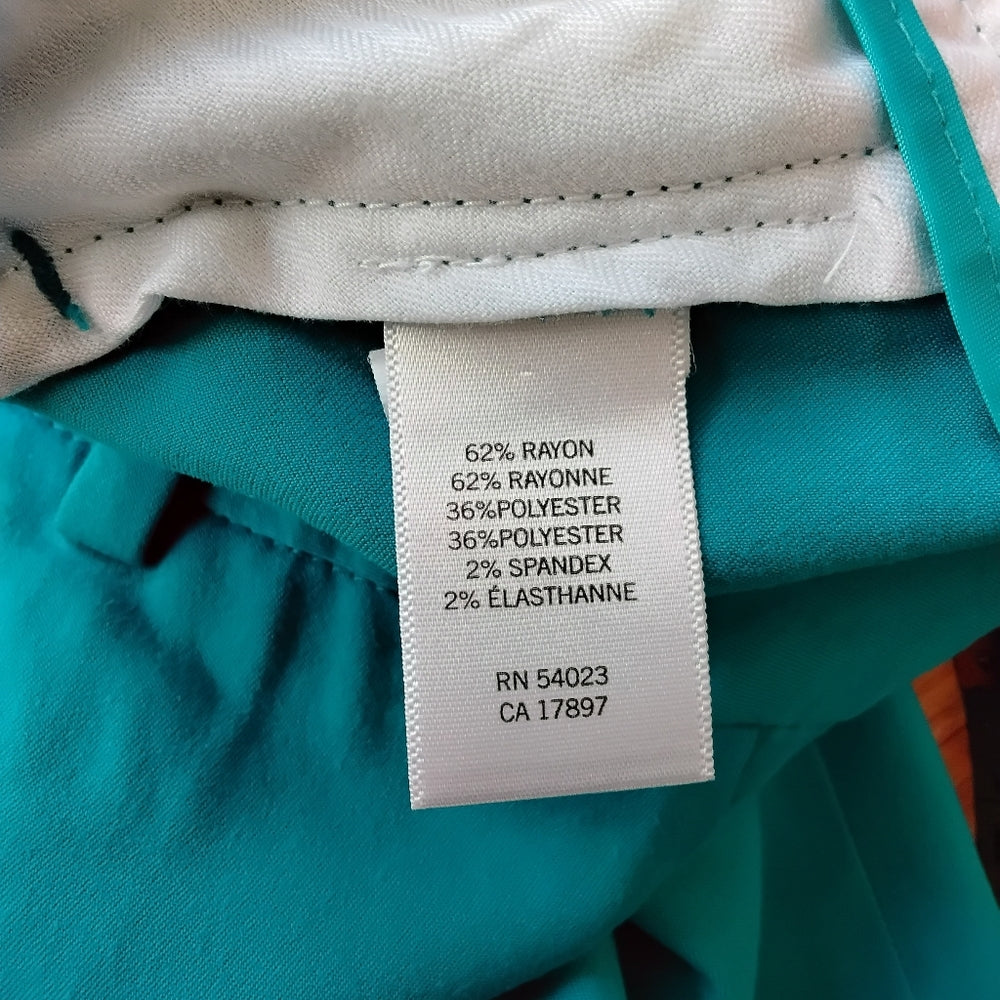 62% RAYON
62% RAYONNE
36%POLYESTER
36%POLYESTER
2% SPANDEX
2% ÉLASTHANNE
RN 54023
CA 17897